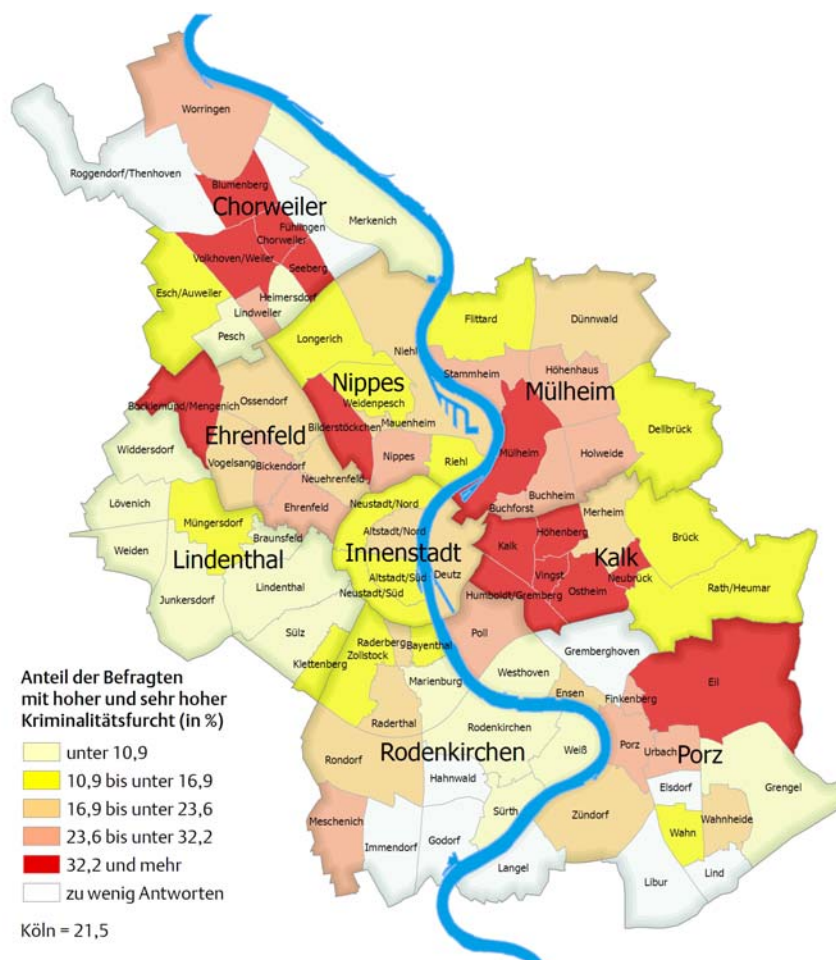 Worringen
Roggendorf/Thenhoven
Blumenberg
Chorweiler
Fühlingen
Chorweiler
Merkenich
Volkhoven/Weiler
Seeberg
Esch/Auweiler
Heimersdorf
Lindweiler
Pesch
Longerich
Flittard
Dünnwald
Niehl
Stammheim
Höhenhaus
Nippes
Mülheim
Weidenpesch
Bocklemünd/Mengenich
Ossendorf
Bilderstöckchen
Mauenheim
Dellbrück
Ehrenfeld
Widdersdorf
Vogelsang
Bickendorf
Nippes
Riehl
Mülheim
Holweide
Neuehrenfeld
Buchheim
Lövenich
Ehrenfeld
Neustadt/Nord
Buchforst
Merheim
Müngersdorf
Braunsfeld
Altstadt/Nord
Höhenberg
Brück
Weiden
Lindenthal
Innenstadt
Kalk
Kalk
Junkersdorf
Lindenthal
Altstadt/Süd
Deutz
Vingst
Neubrück
Neustadt/Süd
Humboldt/Gremberg
Ostheim
Rath/Heumar
Sülz
Raderberg
Zollstock
Bayenthal
Poll
Gremberghoven
Klettenberg
Marienburg
Westhoven
Eil
Ensen
Finkenberg
Raderthal
Rodenkirchen
Porz
Urbach
Rondorf
Rodenkirchen
Weiß
Porz
Hahnwald
Elsdorf
Grengel
Meschenich
Sürth
Zündorf
Wahn
Wahnheide
Immendorf
Godorf
Langel
Libur
Lind
Anteil der Befragten
mit hoher und sehr hoher
Kriminalitätsfurcht (in %)
unter 10,9
10,9 bis unter 16,9
16,9 bis unter 23,6
23,6 bis unter 32,2
32,2 und mehr
zu wenig Antworten
Köln = 21,5